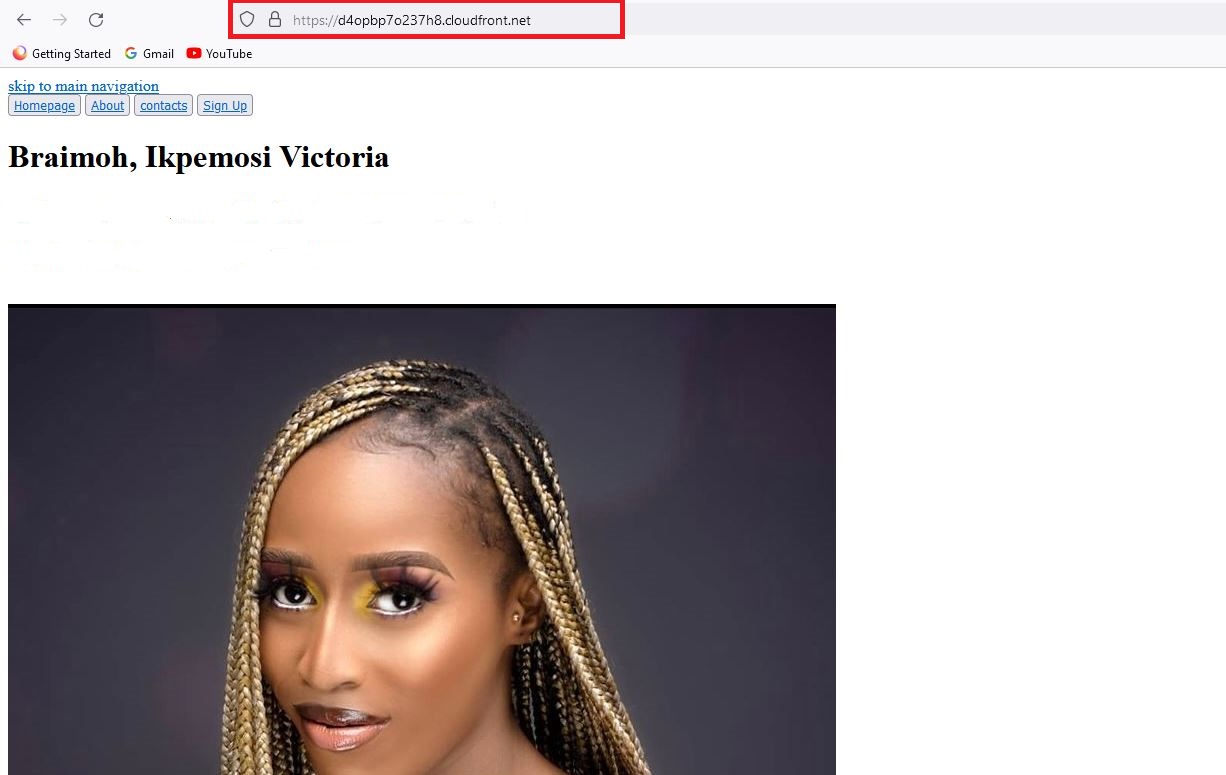 https://d4opbp7o237h8.cloudfront.net
Getting Started Gmail YouTube
skip to main navigation
Homepage About contacts Sign Up
Braimoh, Ikpemosi Victoria